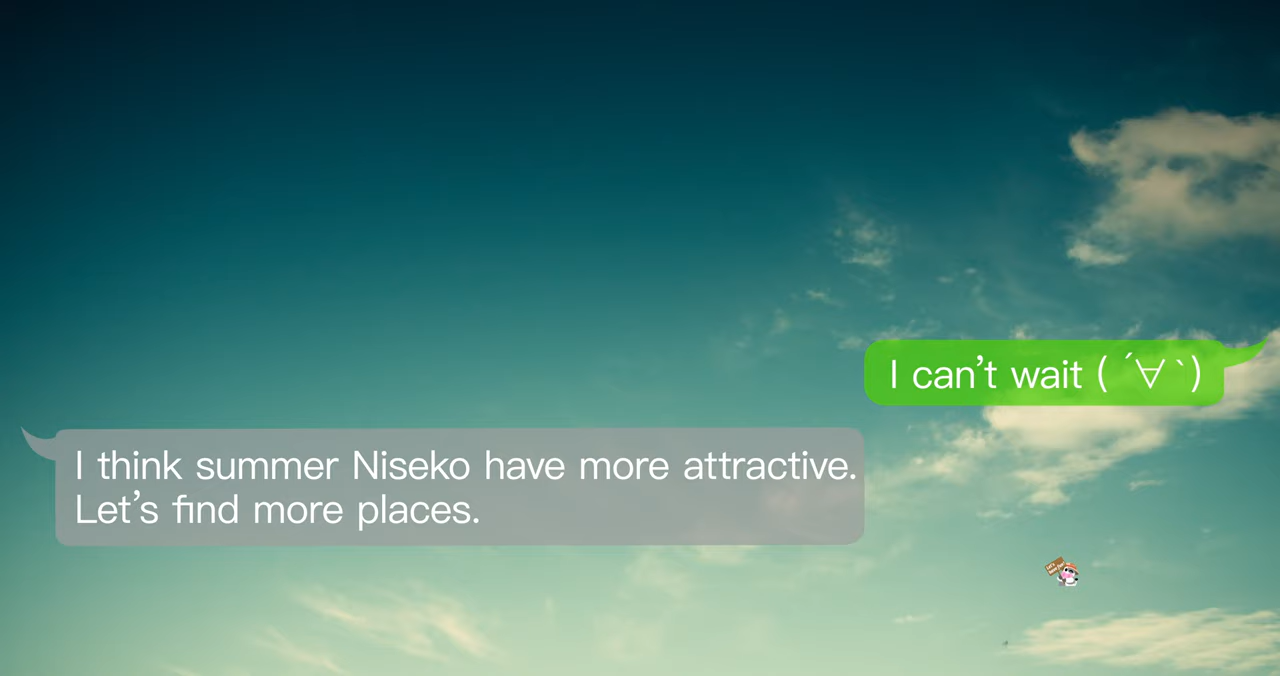 I can't wait ( ´∀｀)
I think summer Niseko have more attractive.
Let's find more places.